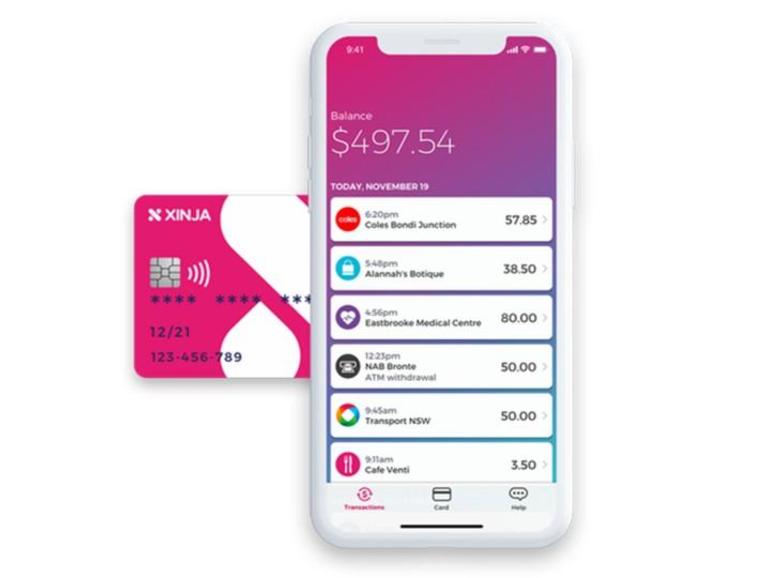 9:41
Balance
$497.54
TODAY, NOVEMBER 19
6:20pm
coles
Coles Bondi Junction
57.85
5:48pm
Alannah's Botique
38.50
4:56pm
Eastbrooke Medical Centre
80.00
12:23pm
NAB Bronte
ATM withdrawal
50.00
9:45am
Transport NSW
50.00
9:11am
Cafe Venti
3.50
Transactions
Card
Help
XINJA
**** **** ***
12/21
123-456-789